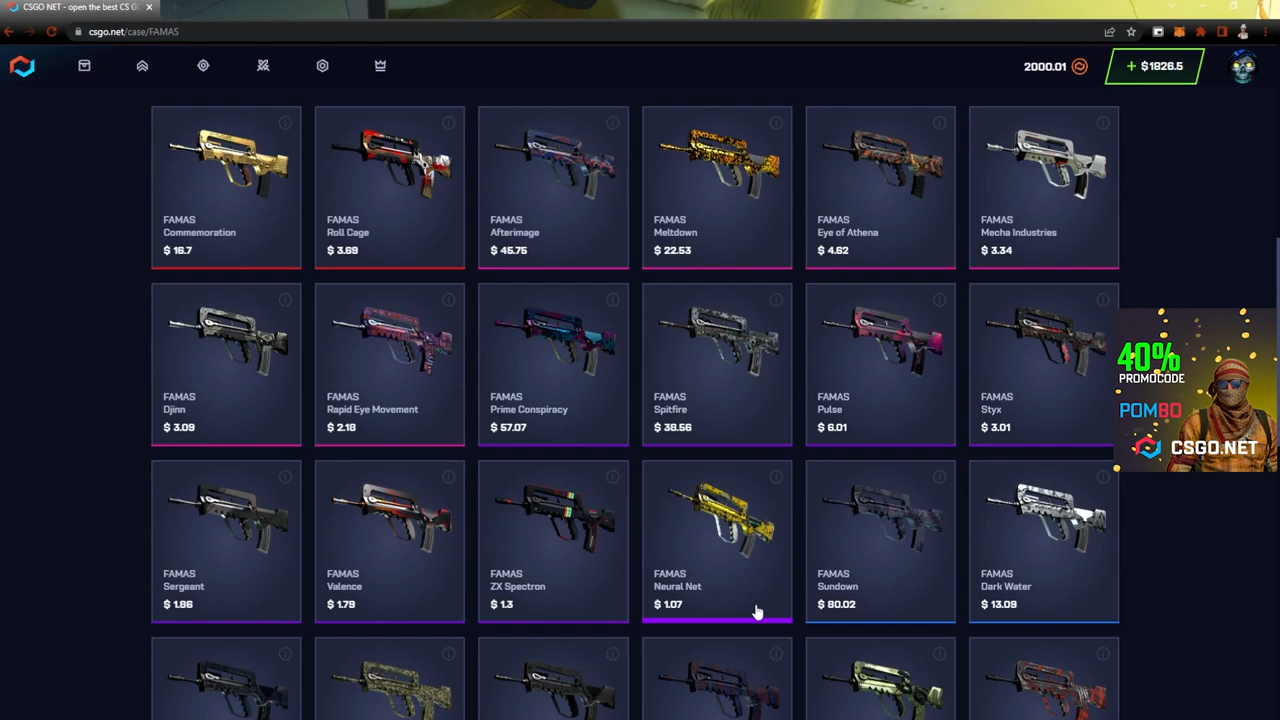 CSGO NET - open the best CS G
csgo.net/case/FAMAS
2000.01
+ $1826.5
FAMAS
Commemoration
$ 16.7
FAMAS
Roll Cage
$ 3.69
FAMAS
Afterimage
$ 45.75
FAMAS
Meltdown
$ 22.53
FAMAS
Eye of Athena
$ 4.62
FAMAS
Mecha Industries
$ 3.34
FAMAS
Djinn
$ 3.09
FAMAS
Rapid Eye Movement
$ 2.18
FAMAS
Prime Conspiracy
$ 57.07
FAMAS
Spitfire
$ 38.56
FAMAS
Pulse
$ 6.01
FAMAS
Styx
$ 3.01
40%
PROMOCODE
POM80
CSGO.NET
FAMAS
Sergeant
$ 1.86
FAMAS
Valence
$ 1.79
FAMAS
ZX Spectron
$ 1.3
FAMAS
Neural Net
$ 1.07
FAMAS
Sundown
$ 80.02
FAMAS
Dark Water
$ 13.09